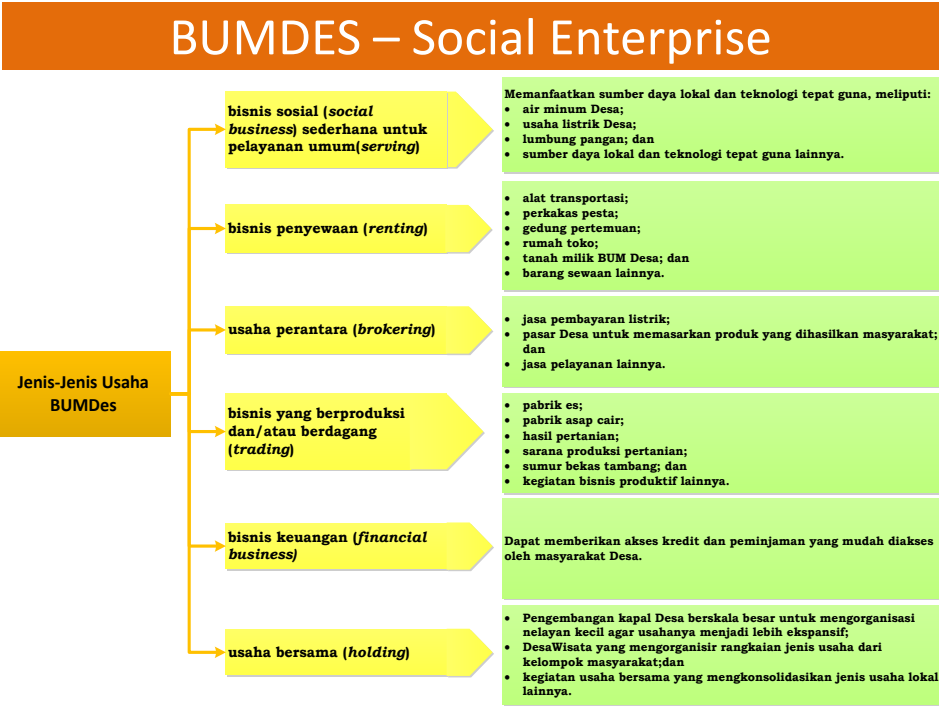 BUMDES – Social Enterprise
Jenis-Jenis Usaha
BUMDes
bisnis sosial (social
business) sederhana untuk
pelayanan umum(serving)
Memanfaatkan sumber daya lokal dan teknologi tepat guna, meliputi:
• air minum Desa;
• usaha listrik Desa;
• lumbung pangan; dan
• sumber daya lokal dan teknologi tepat guna lainnya.
bisnis penyewaan (renting)
• alat transportasi;
• perkakas pesta;
• gedung pertemuan;
• rumah toko;
• tanah milik BUM Desa; dan
• barang sewaan lainnya.
usaha perantara (brokering)
• jasa pembayaran listrik;
• pasar Desa untuk memasarkan produk yang dihasilkan masyarakat;
dan
• jasa pelayanan lainnya.
bisnis yang berproduksi
dan/atau berdagang
(trading)
• pabrik es;
• pabrik asap cair;
• hasil pertanian;
• sarana produksi pertanian;
• sumur bekas tambang; dan
• kegiatan bisnis produktif lainnya.
bisnis keuangan (financial
business)
Dapat memberikan akses kredit dan peminjaman yang mudah diakses
oleh masyarakat Desa.
usaha bersama (holding)
• Pengembangan kapal Desa berskala besar untuk mengorganisasi
nelayan kecil agar usahanya menjadi lebih ekspansif;
• DesaWisata yang mengorganisir rangkaian jenis usaha dari
kelompok masyarakat;dan
• kegiatan usaha bersama yang mengkonsolidasikan jenis usaha lokal
lainnya.